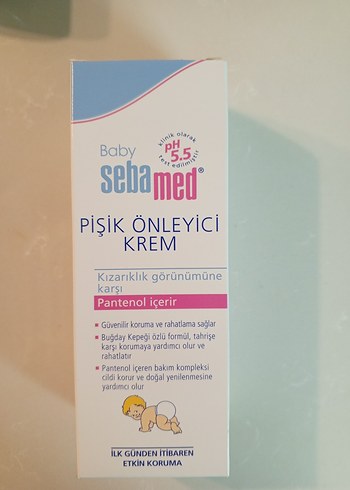 klinik olarak
pH
5.5
test edilmiştir
Baby
sebamed®
PİŞİK ÖNLEYİCİ
KREM
Kızarıklık görünümüne
karşı
Pantenol içerir
Güvenilir koruma ve rahatlama sağlar
Buğday Kepeği özlü formül, tahrişe
karşı korumaya yardımcı olur ve
rahatlatır
Pantenol içeren bakım kompleksi
cildi korur ve doğal yenilenmesine
yardımcı olur
İLK GÜNDEN İTİBAREN
ETKİN KORUMA